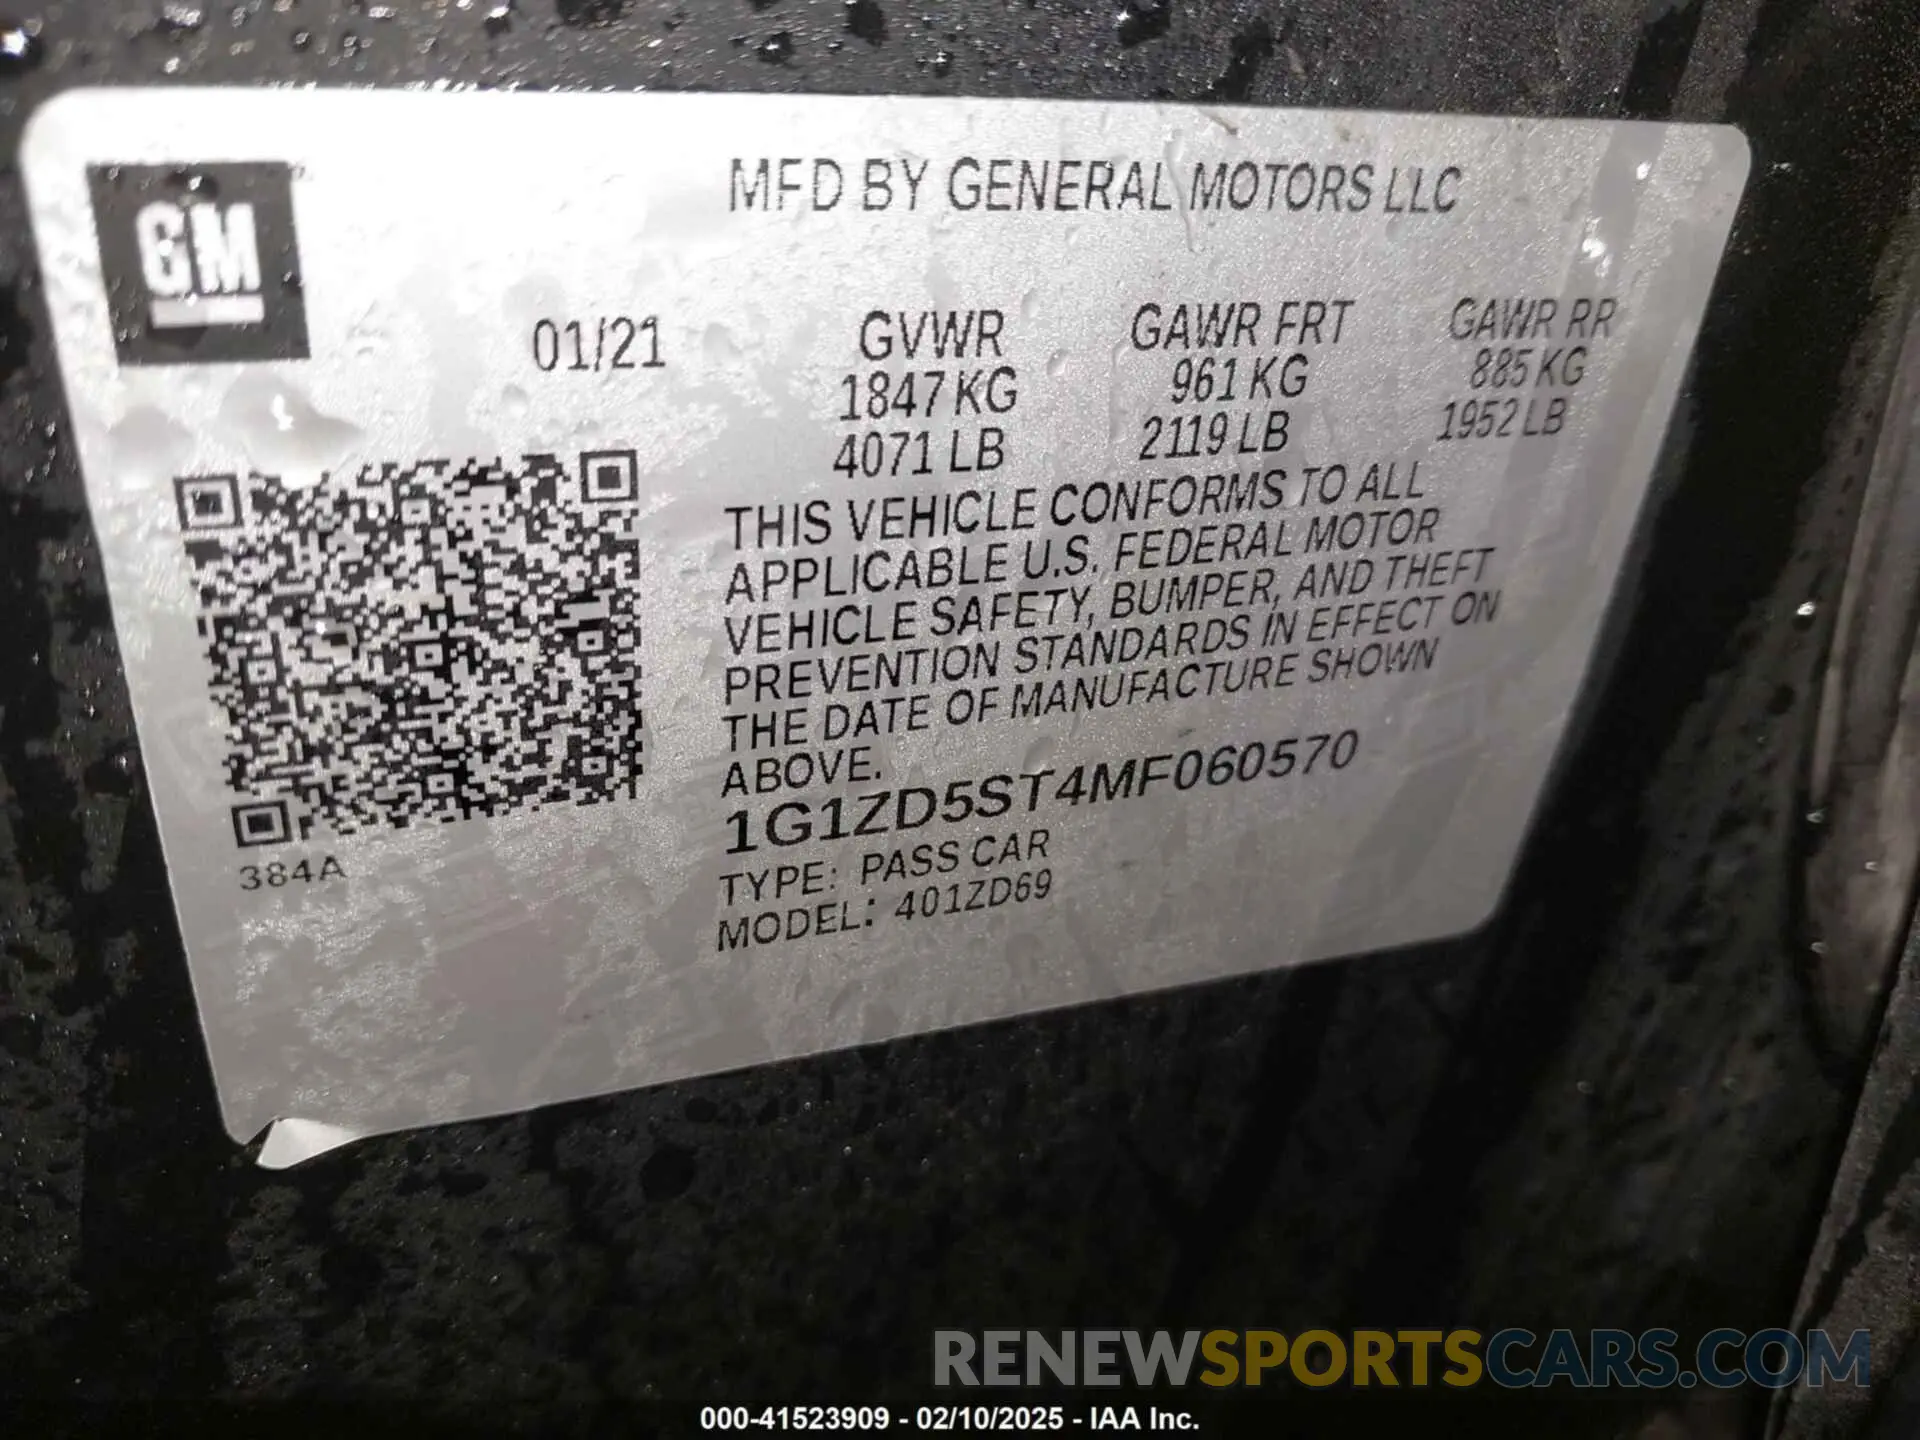 GM
MFD BY GENERAL MOTORS LLC
01/21 GVWR GAWR FRT GAWR RR
1847 KG 961 KG 885 KG
4071 LB 2119 LB 1952 LB
THIS VEHICLE CONFORMS TO ALL
APPLICABLE U.S. FEDERAL MOTOR
VEHICLE SAFETY, BUMPER, AND THEFT
PREVENTION STANDARDS IN EFFECT ON
THE DATE OF MANUFACTURE SHOWN
ABOVE.
1G1ZD5ST4MF060570
TYPE: PASS CAR
MODEL: 401ZD69
384A
RENEWSPORTSCARS.COM
000-41523909 - 02/10/2025 - IAA Inc.